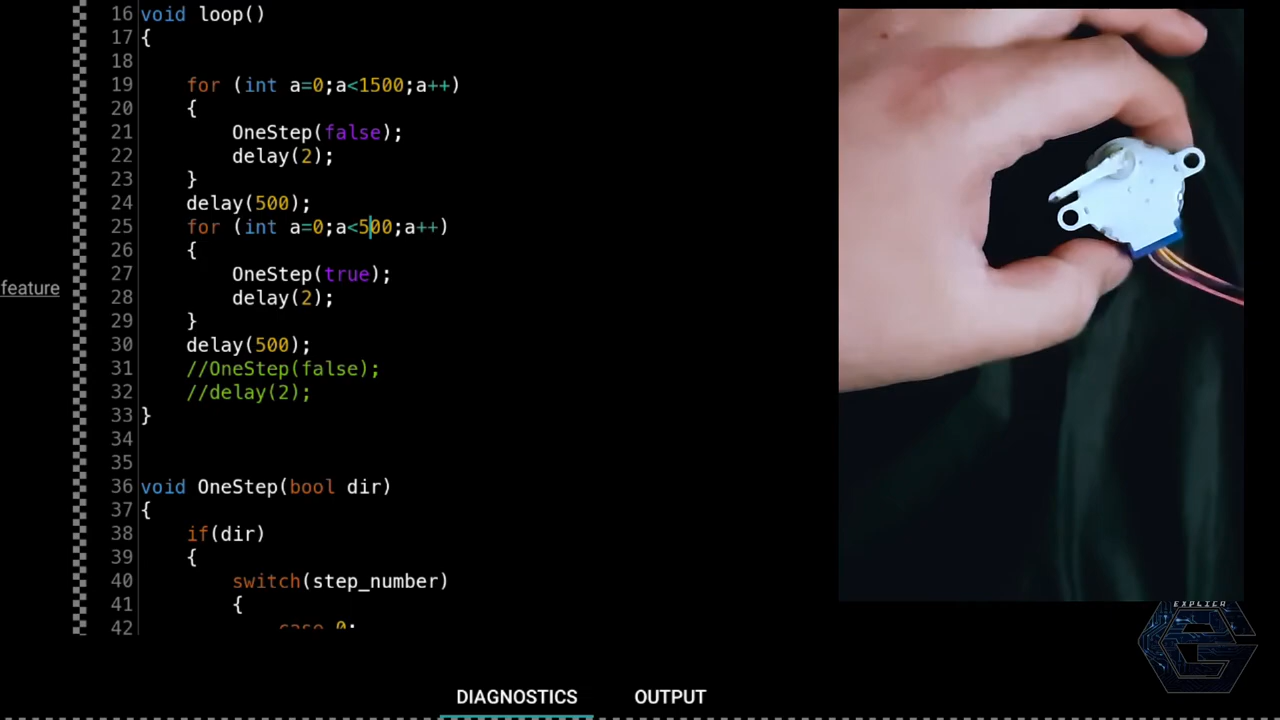 16 void loop()
17 {
18
19 for (int a=0;a<1500;a++)
20 {
21 OneStep(false);
22 delay(2);
23 }
24 delay(500);
25 for (int a=0;a<500;a++)
26 {
27 OneStep(true);
28 delay(2);
29 }
30 delay(500);
31 //OneStep(false);
32 //delay(2);
33 }
34
35
36 void OneStep(bool dir)
37 {
38 if(dir)
39 {
40 switch(step_number)
41 {
42 case 0:
feature
EXPLIER
DIAGNOSTICS OUTPUT